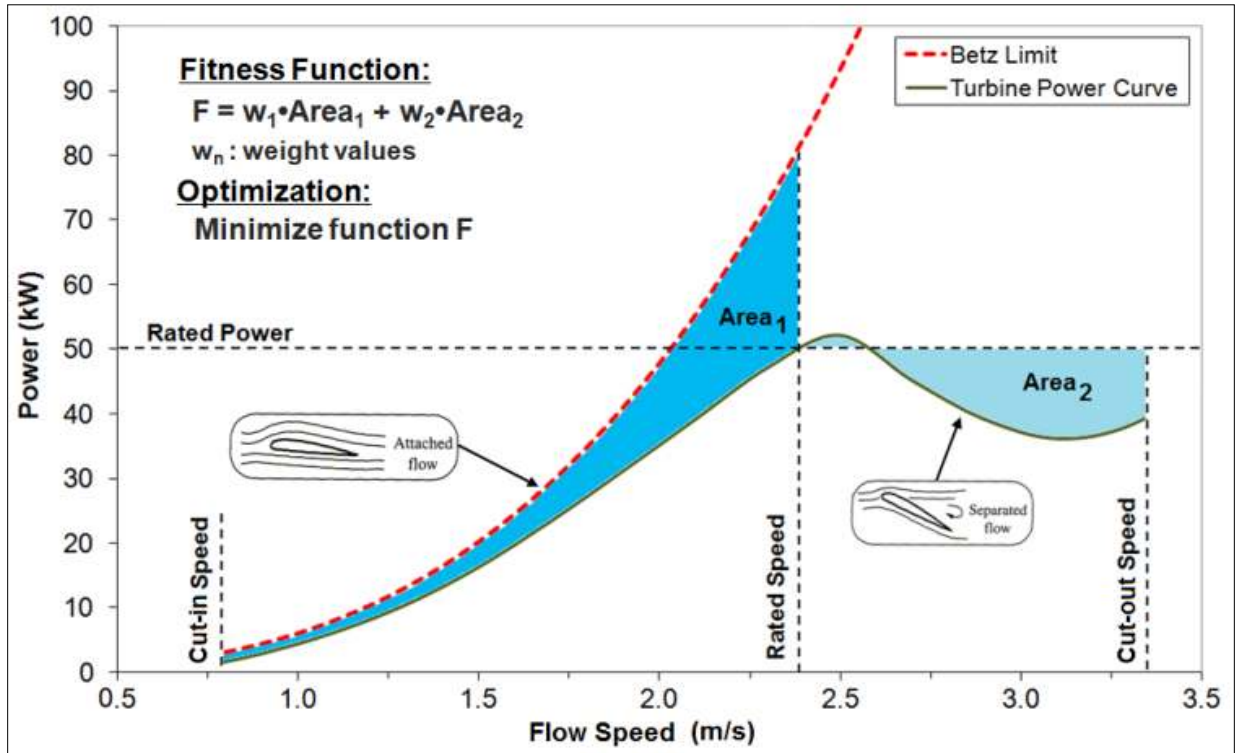 100
90
80
70
60
50
40
30
20
10
0
Power (kW)
Fitness Function:
F = w₁•Area₁ + w₂•Area₂
wₙ : weight values
Optimization:
Minimize function F
Betz Limit
Turbine Power Curve
Rated Power
Area₁
Area₂
Attached
flow
Separated
flow
Cut-in Speed
Rated Speed
Cut-out Speed
0.5 1.0 1.5 2.0 2.5 3.0 3.5
Flow Speed (m/s)